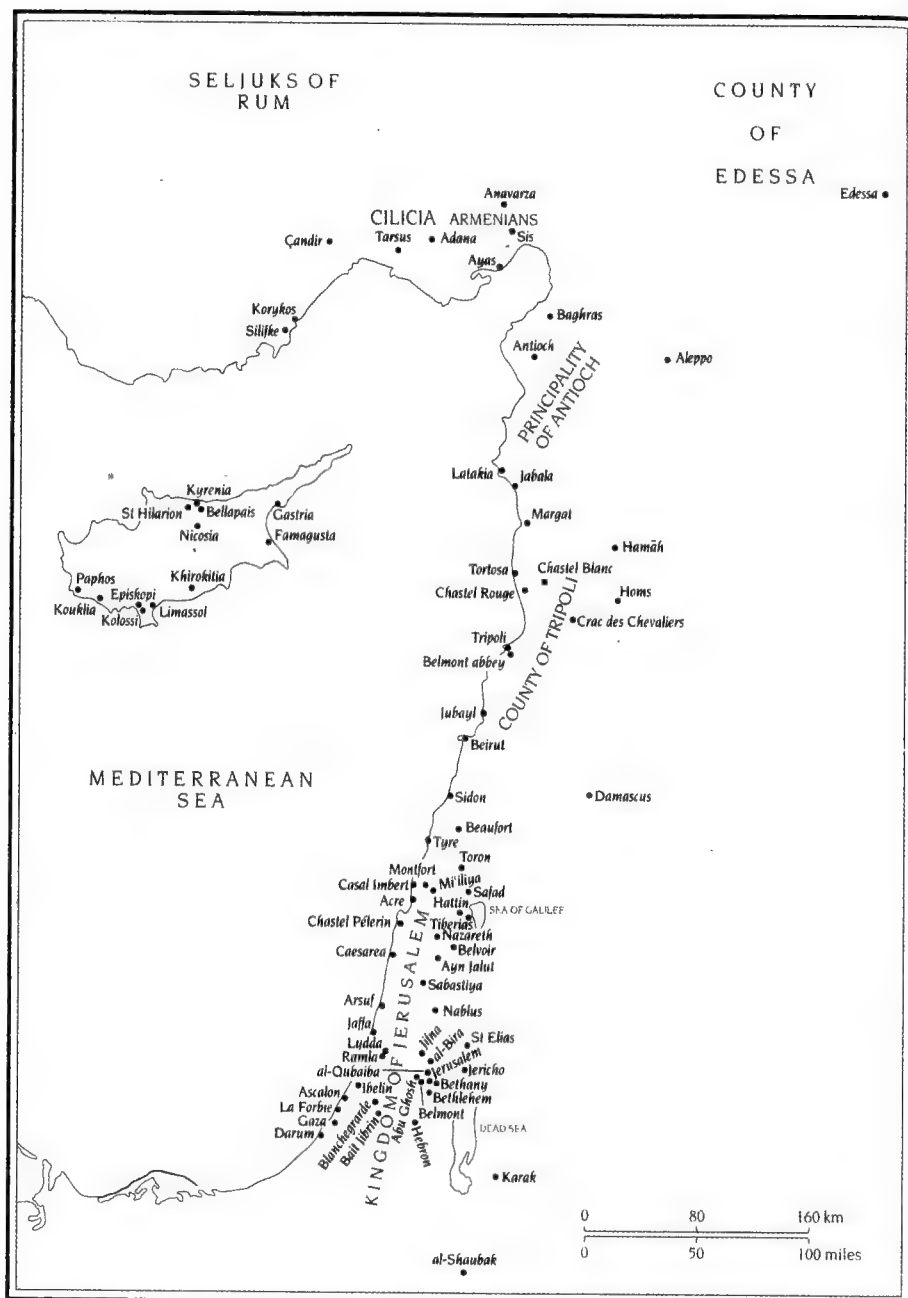 SELJUKS OF
RUM
COUNTY
OF
EDESSA
Edessa
Anavarza
CILICIA ARMENIANS
Çandir
Tarsus
Adana
Sis
Ayas
Korykos
Silifke
Baghras
Antioch
Aleppo
PRINCIPALITY
OF ANTIOCH
Latakia
Jabala
Kyrenia
St Hilarion
Bellapais
Gastria
Nicosia
Famagusta
Margat
Hamāh
Paphos
Khirokitia
Episkopi
Kouklia
Kolossi
Limassol
Tortosa
Chastel Blanc
Chastel Rouge
Homs
Crac des Chevaliers
Tripoli
Belmont abbey
COUNTY OF TRIPOLI
Jubayl
Beirut
MEDITERRANEAN
SEA
Sidon
Damascus
Beaufort
Tyre
Toron
Montfort
Casal Imbert
Mi'iliya
Safad
Acre
Hattin
SEA OF GALILEE
Chastel Pélerin
Tiberias
Nazareth
Caesarea
Belvoir
Ayn Jalut
Sabastiya
KINGDOM OF JERUSALEM
Arsuf
Nablus
Jaffa
Lydda
Ramla
Jifna
al-Bira
St Elias
al-Qubaiba
Jerusalem
Jericho
Ascalon
Ibelin
Bethany
La Forbie
Bethlehem
Gaza
Blanchegrarde
Abu Ghosh
Belmont
Darum
Bait Jibrin
Hebron
DEAD SEA
Karak
0 80 160 km
0 50 100 miles
al-Shaubak